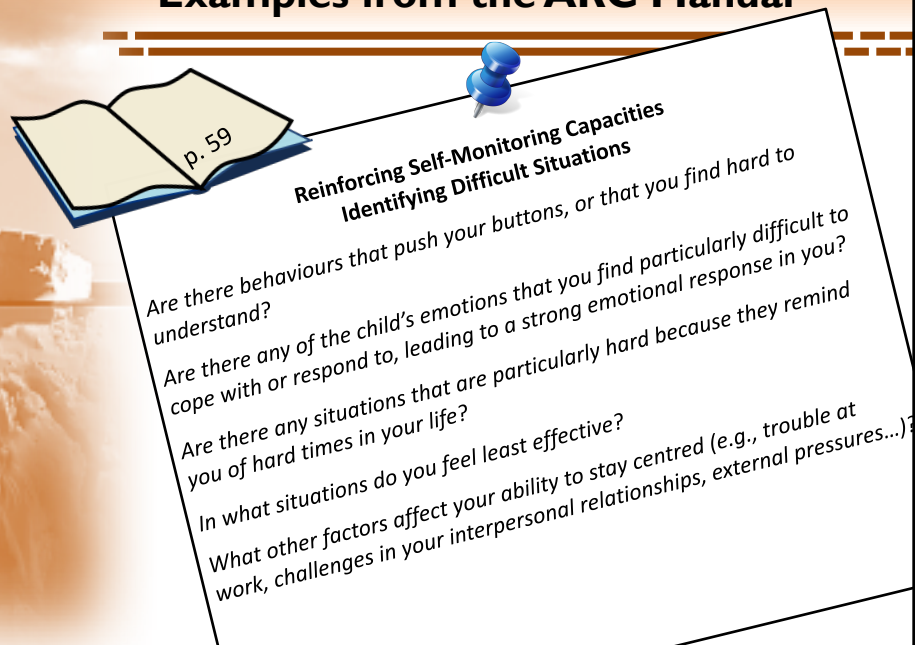 Examples from the ARC Manual
p. 59
Reinforcing Self-Monitoring Capacities
Identifying Difficult Situations
Are there behaviours that push your buttons, or that you find hard to
understand?
Are there any of the child's emotions that you find particularly difficult to
cope with or respond to, leading to a strong emotional response in you?
Are there any situations that are particularly hard because they remind
you of hard times in your life?
In what situations do you feel least effective?
What other factors affect your ability to stay centred (e.g., trouble at
work, challenges in your interpersonal relationships, external pressures...)?